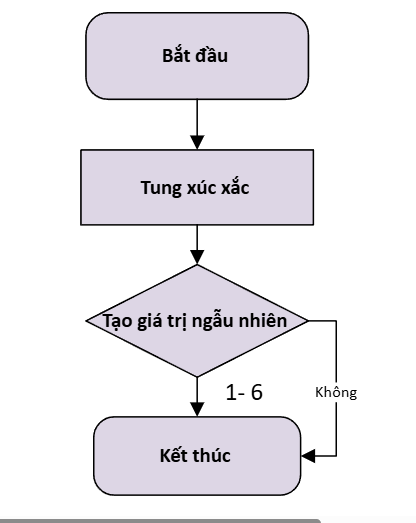 Bắt đầu
Tung xúc xắc
Tạo giá trị ngẫu nhiên
1- 6
Không
Kết thúc